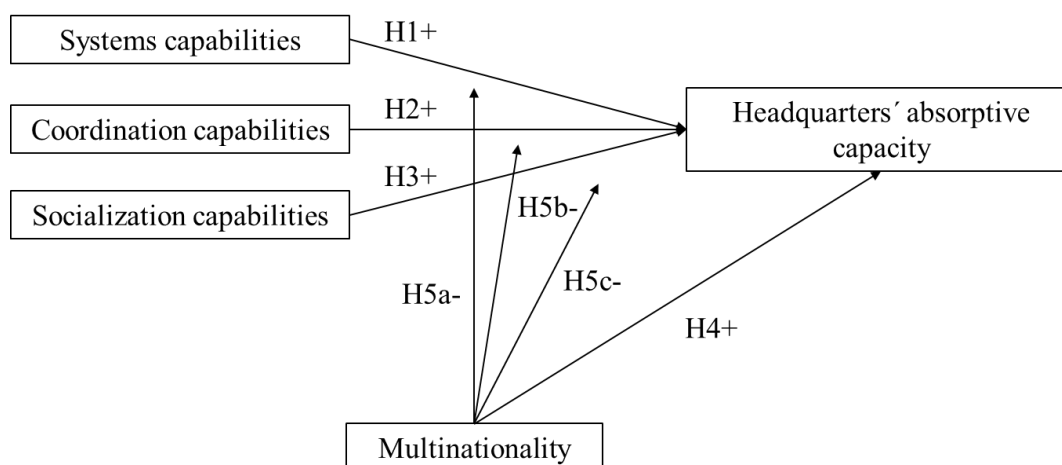 Systems capabilities
H1+
Coordination capabilities
H2+
Headquarters´ absorptive
capacity
Socialization capabilities
H3+
H5b-
H5a-
H5c-
H4+
Multinationality